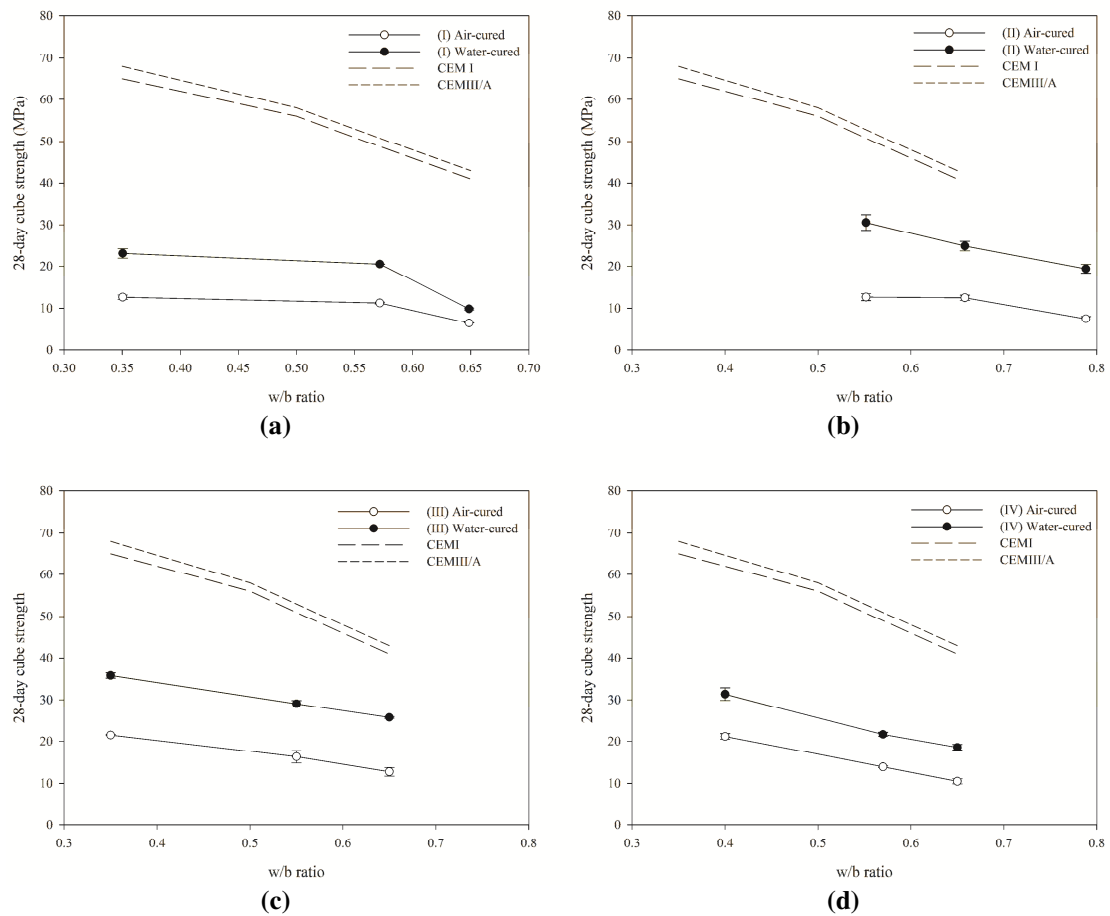 80
70
60
50
40
30
20
10
0
28-day cube strength (MPa)
(I) Air-cured
(I) Water-cured
CEM I
CEMIII/A
0.30 0.35 0.40 0.45 0.50 0.55 0.60 0.65 0.70
w/b ratio
(a)
80
70
60
50
40
30
20
10
0
28-day cube strength (MPa)
(II) Air-cured
(II) Water-cured
CEM I
CEMIII/A
0.3 0.4 0.5 0.6 0.7 0.8
w/b ratio
(b)
80
70
60
50
40
30
20
10
0
28-day cube strength
(III) Air-cured
(III) Water-cured
CEMI
CEMIII/A
0.3 0.4 0.5 0.6 0.7 0.8
w/b ratio
(c)
80
70
60
50
40
30
20
10
0
28-day cube strength
(IV) Air-cured
(IV) Water-cured
CEMI
CEMIII/A
0.3 0.4 0.5 0.6 0.7 0.8
w/b ratio
(d)